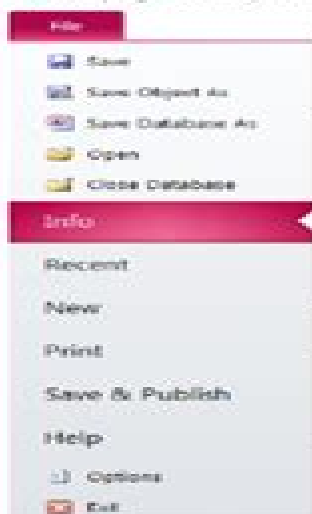 File
Save
Save Object As
Save Database As
Open
Close Database
Info
Recent
New
Print
Save & Publish
Help
Options
Exit